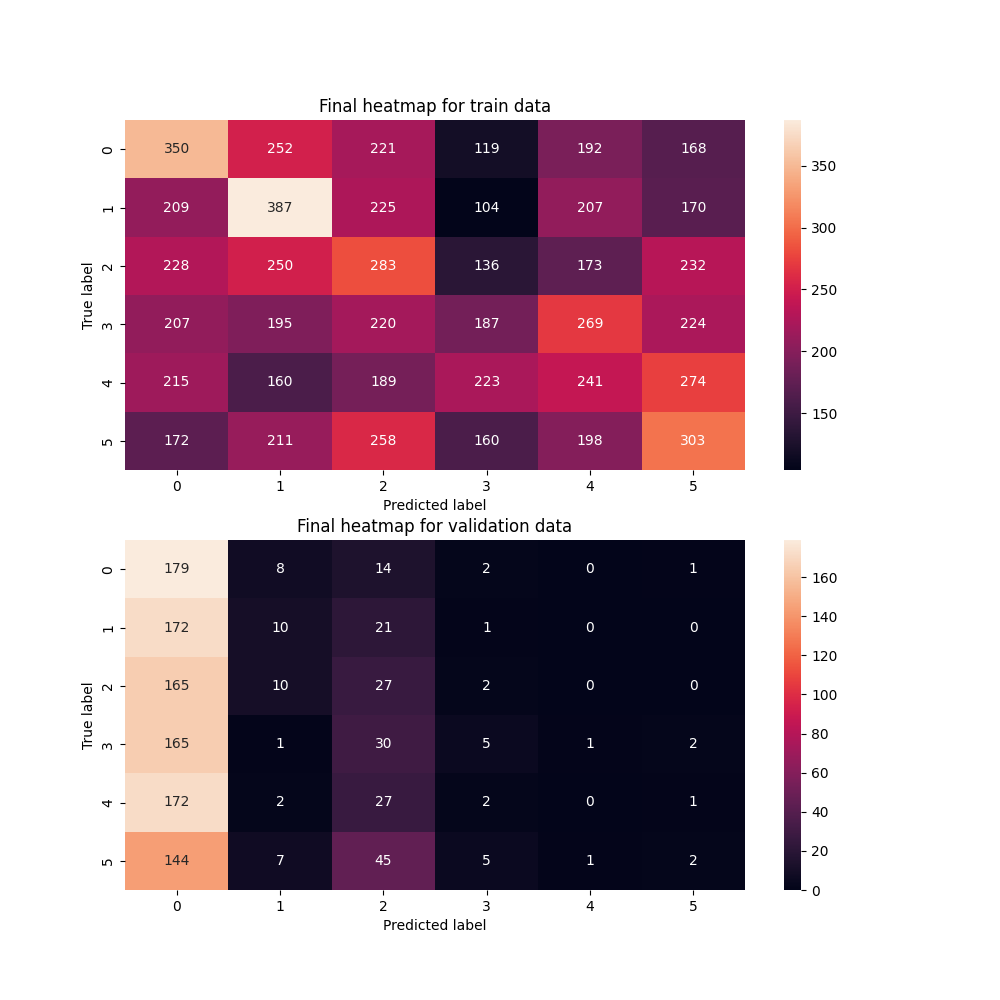 Final heatmap for train data
0 350 252 221 119 192 168
1 209 387 225 104 207 170
2 228 250 283 136 173 232
3 207 195 220 187 269 224
4 215 160 189 223 241 274
5 172 211 258 160 198 303
True label
0 1 2 3 4 5
Predicted label
350
300
250
200
150
Final heatmap for validation data
0 179 8 14 2 0 1
1 172 10 21 1 0 0
2 165 10 27 2 0 0
3 165 1 30 5 1 2
4 172 2 27 2 0 1
5 144 7 45 5 1 2
True label
0 1 2 3 4 5
Predicted label
160
140
120
100
80
60
40
20
0